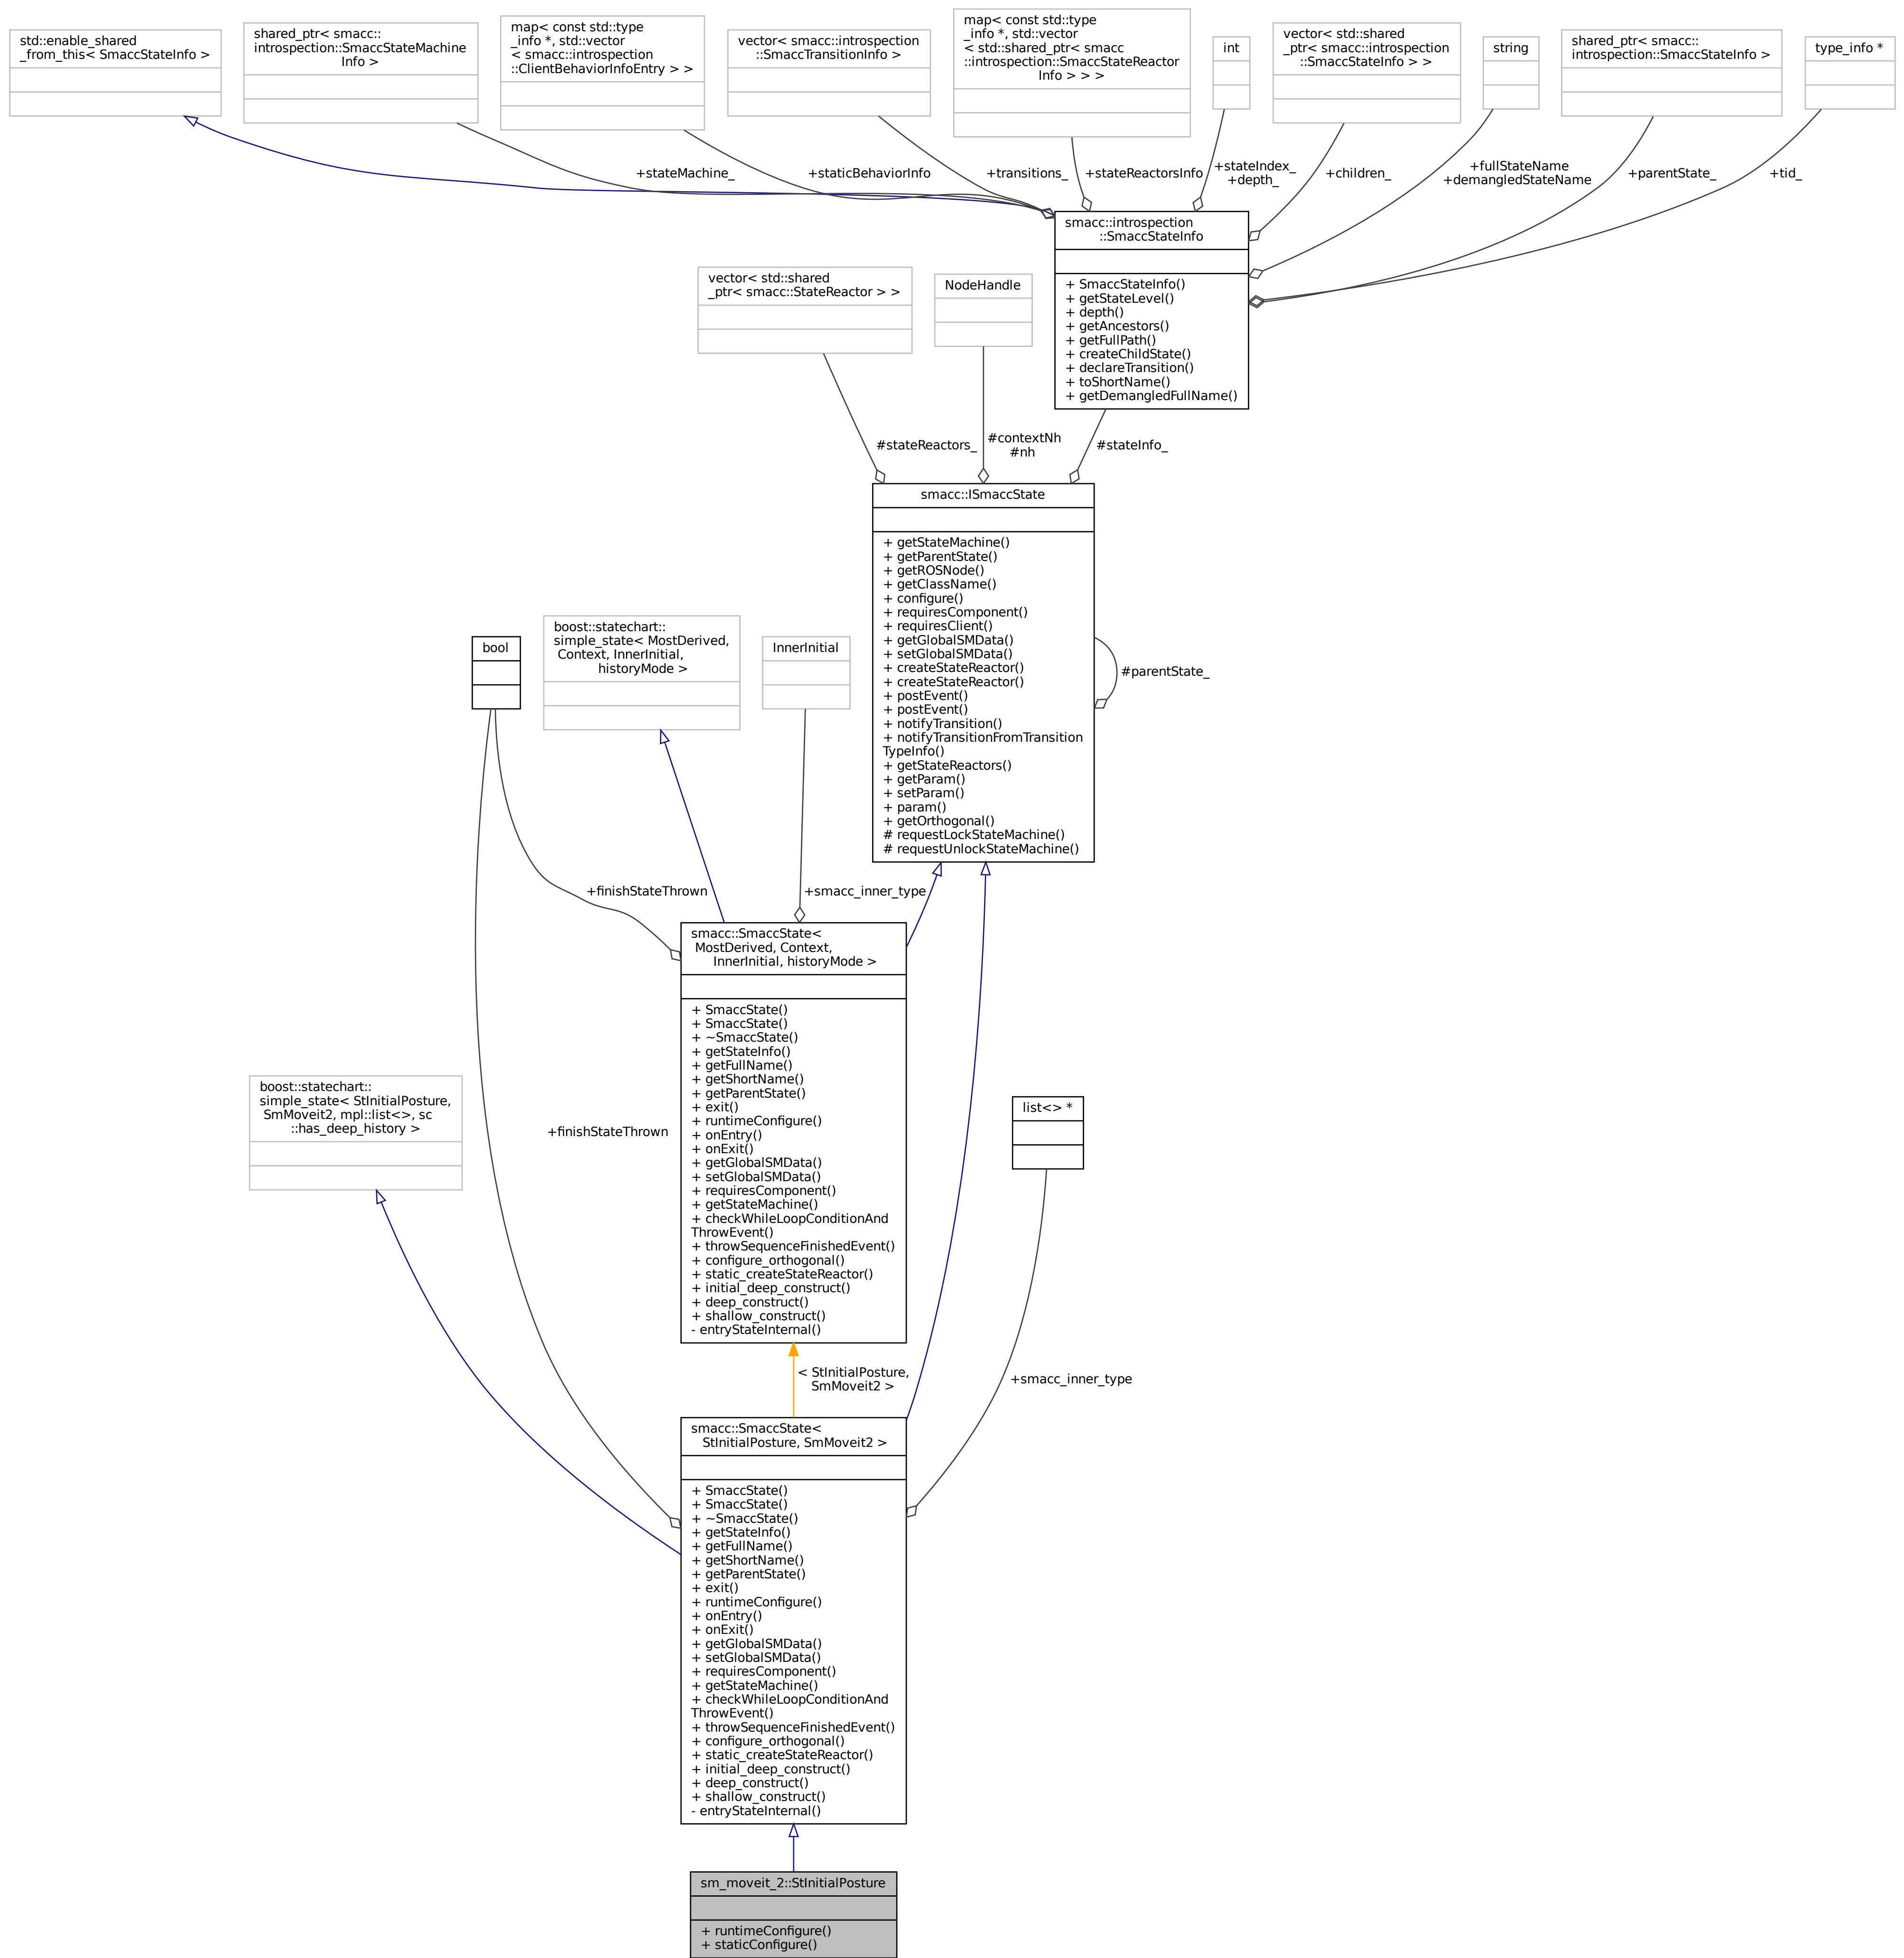 std::enable_shared
_from_this< SmaccStateInfo >
shared_ptr< smacc::
introspection::SmaccStateMachine
Info >
map< const std::type
_info *, std::vector
< smacc::introspection
::ClientBehaviorInfoEntry > >
vector< smacc::introspection
::SmaccTransitionInfo >
map< const std::type
_info *, std::vector
< std::shared_ptr< smacc
::introspection::SmaccStateReactor
Info > > >
int
vector< std::shared
_ptr< smacc::introspection
::SmaccStateInfo > >
string
shared_ptr< smacc::
introspection::SmaccStateInfo >
type_info *
+stateMachine_
+staticBehaviorInfo
+transitions_
+stateReactorsInfo
+stateIndex_
+depth_
+children_
+fullStateName
+demangledStateName
+parentState_
+tid_
smacc::introspection
::SmaccStateInfo
+ SmaccStateInfo()
+ getStateLevel()
+ depth()
+ getAncestors()
+ getFullPath()
+ createChildState()
+ declareTransition()
+ toShortName()
+ getDemangledFullName()
vector< std::shared
_ptr< smacc::StateReactor > >
NodeHandle
#stateReactors_
#contextNh
#nh
#stateInfo_
smacc::ISmaccState
+ getStateMachine()
+ getParentState()
+ getROSNode()
+ getClassName()
+ configure()
+ requiresComponent()
+ requiresClient()
+ getGlobalSMData()
+ setGlobalSMData()
+ createStateReactor()
+ createStateReactor()
+ postEvent()
+ postEvent()
+ notifyTransition()
+ notifyTransitionFromTransition
TypeInfo()
+ getStateReactors()
+ getParam()
+ setParam()
+ param()
+ getOrthogonal()
# requestLockStateMachine()
# requestUnlockStateMachine()
#parentState_
bool
boost::statechart::
simple_state< MostDerived,
Context, InnerInitial,
historyMode >
InnerInitial
+finishStateThrown
+smacc_inner_type
smacc::SmaccState<
MostDerived, Context,
InnerInitial, historyMode >
+ SmaccState()
+ SmaccState()
+ ~SmaccState()
+ getStateInfo()
+ getFullName()
+ getShortName()
+ getParentState()
+ exit()
+ runtimeConfigure()
+ onEntry()
+ onExit()
+ getGlobalSMData()
+ setGlobalSMData()
+ requiresComponent()
+ getStateMachine()
+ checkWhileLoopConditionAnd
ThrowEvent()
+ throwSequenceFinishedEvent()
+ configure_orthogonal()
+ static_createStateReactor()
+ initial_deep_construct()
+ deep_construct()
+ shallow_construct()
- entryStateInternal()
boost::statechart::
simple_state< StInitialPosture,
SmMoveit2, mpl::list<>, sc
::has_deep_history >
+finishStateThrown
list<> *
< StInitialPosture,
SmMoveit2 >
+smacc_inner_type
smacc::SmaccState<
StInitialPosture, SmMoveit2 >
+ SmaccState()
+ SmaccState()
+ ~SmaccState()
+ getStateInfo()
+ getFullName()
+ getShortName()
+ getParentState()
+ exit()
+ runtimeConfigure()
+ onEntry()
+ onExit()
+ getGlobalSMData()
+ setGlobalSMData()
+ requiresComponent()
+ getStateMachine()
+ checkWhileLoopConditionAnd
ThrowEvent()
+ throwSequenceFinishedEvent()
+ configure_orthogonal()
+ static_createStateReactor()
+ initial_deep_construct()
+ deep_construct()
+ shallow_construct()
- entryStateInternal()
sm_moveit_2::StInitialPosture
+ runtimeConfigure()
+ staticConfigure()